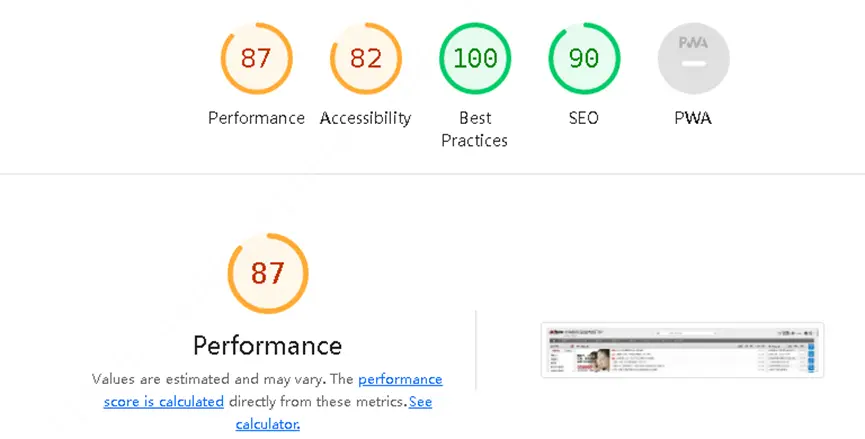 87
82
100
90
PWA
Performance
Accessibility
Best
Practices
SEO
PWA
87
Performance
Values are estimated and may vary. The performance
score is calculated directly from these metrics.See
calculator.